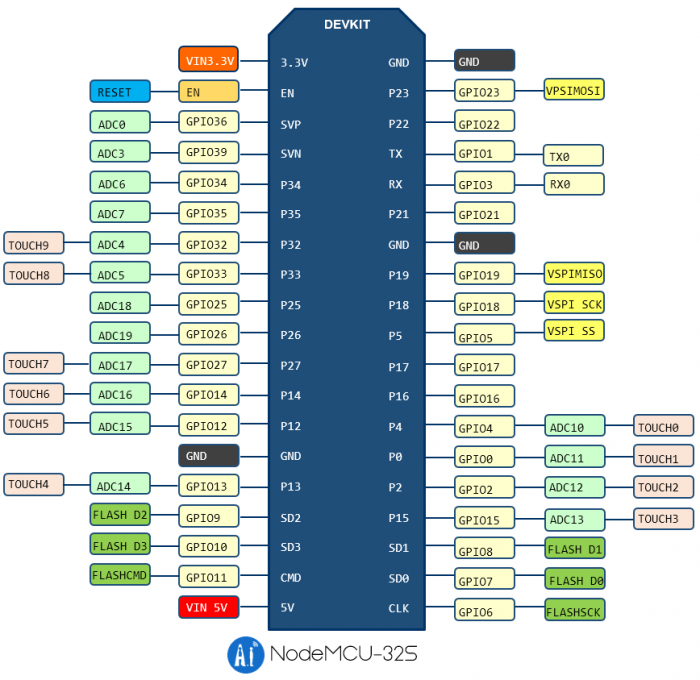 DEVKIT
VIN3.3V 3.3V GND GND
RESET EN EN P23 GPIO23 VPSIMOSI
ADC0 GPIO36 SVP P22 GPIO22
ADC3 GPIO39 SVN TX GPIO1 TX0
ADC6 GPIO34 P34 RX GPIO3 RX0
ADC7 GPIO35 P35 P21 GPIO21
TOUCH9 ADC4 GPIO32 P32 GND GND
TOUCH8 ADC5 GPIO33 P33 P19 GPIO19 VSPIMISO
ADC18 GPIO25 P25 P18 GPIO18 VSPI SCK
ADC19 GPIO26 P26 P5 GPIO5 VSPI SS
TOUCH7 ADC17 GPIO27 P27 P17 GPIO17
TOUCH6 ADC16 GPIO14 P14 P16 GPIO16
TOUCH5 ADC15 GPIO12 P12 P4 GPIO4 ADC10 TOUCH0
GND GND P0 GPIO0 ADC11 TOUCH1
TOUCH4 ADC14 GPIO13 P13 P2 GPIO2 ADC12 TOUCH2
FLASH D2 GPIO9 SD2 P15 GPIO15 ADC13 TOUCH3
FLASH D3 GPIO10 SD3 SD1 GPIO8 FLASH D1
FLASHCMD GPIO11 CMD SD0 GPIO7 FLASH D0
VIN 5V 5V CLK GPIO6 FLASHSCK
Ai NodeMCU-32S